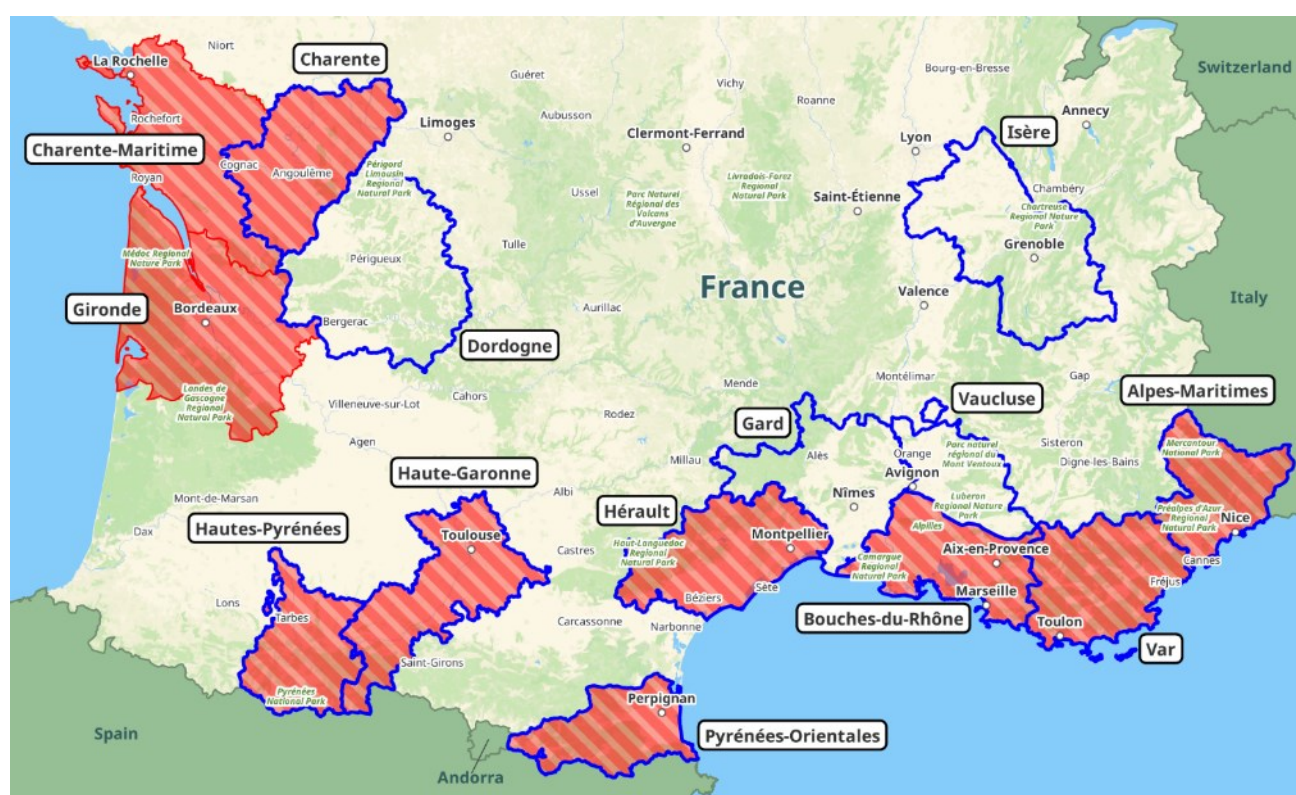 Niort
La Rochelle
Charente
Guéret
Vichy
Bourg-en-Bresse
Switzerland
Roanne
Annecy
Rochefort
Aubusson
Limoges
Clermont-Ferrand
Lyon
Isère
Charente-Maritime
Cognac
Angoulême
Royan
Périgord
Limousin
Regional
Natural Park
Ussel
Parc Naturel
Régional des
Volcans
d'Auvergne
Livradois-Forez
Regional
Natural Park
Saint-Étienne
Chambéry
Chartreuse
Regional Nature
Park
Grenoble
Tulle
Médoc Regional
Nature Park
Périgueux
France
Valence
Italy
Gironde
Bordeaux
Aurillac
Bergerac
Dordogne
Landes de
Gascogne
Regional
Natural Park
Villeneuve-sur-Lot
Cahors
Mende
Montélimar
Gap
Alpes-Maritimes
Vaucluse
Rodez
Gard
Agen
Millau
Alès
Orange
Parc naturel
régional du
Mont Ventoux
Sisteron
Digne-les-Bains
Mercantour
National Park
Avignon
Haute-Garonne
Albi
Nîmes
Luberon
Regional Nature
Park
Mont-de-Marsan
Hautes-Pyrénées
Hérault
Préalpes d'Azur
Regional
Natural Park
Nice
Dax
Toulouse
Castres
Haut-Languedoc
Regional
Natural Park
Montpellier
Alpilles
Aix-en-Provence
Camargue
Regional
Natural Park
Cannes
Fréjus
Lons
Tarbes
Béziers
Sète
Marseille
Bouches-du-Rhône
Toulon
Var
Carcassonne
Narbonne
Saint-Girons
Pyrénées
National Park
Perpignan
Pyrénées-Orientales
Spain
Andorra